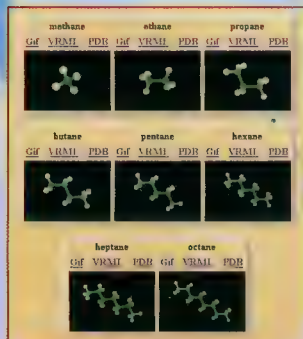 methane ethane propane
Gif VRML PDB Gif VRML PDB Gif VRML PDB
butane pentane hexane
Gif VRML PDB Gif VRML PDB Gif VRML PDB
heptane octane
Gif VRML PDB Gif VRML PDB